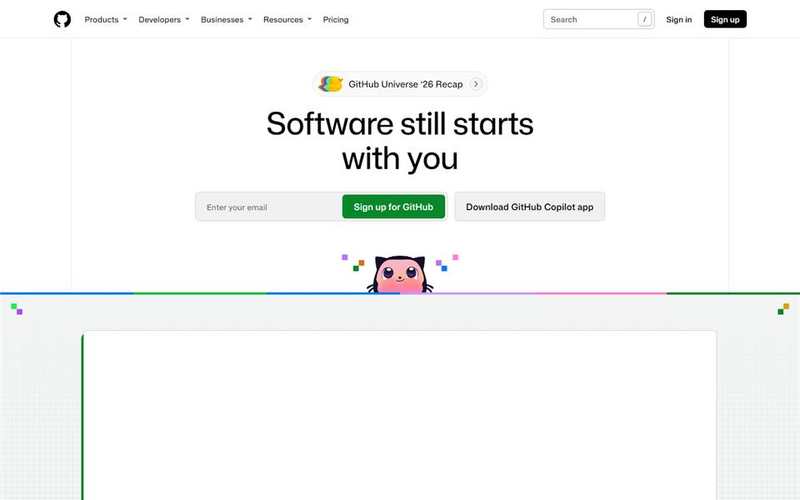 Products
Developers
Businesses
Resources
Pricing
Search
/
Sign in
Sign up
GitHub Universe '26 Recap
Software still starts
with you
Enter your email
Sign up for GitHub
Download GitHub Copilot app